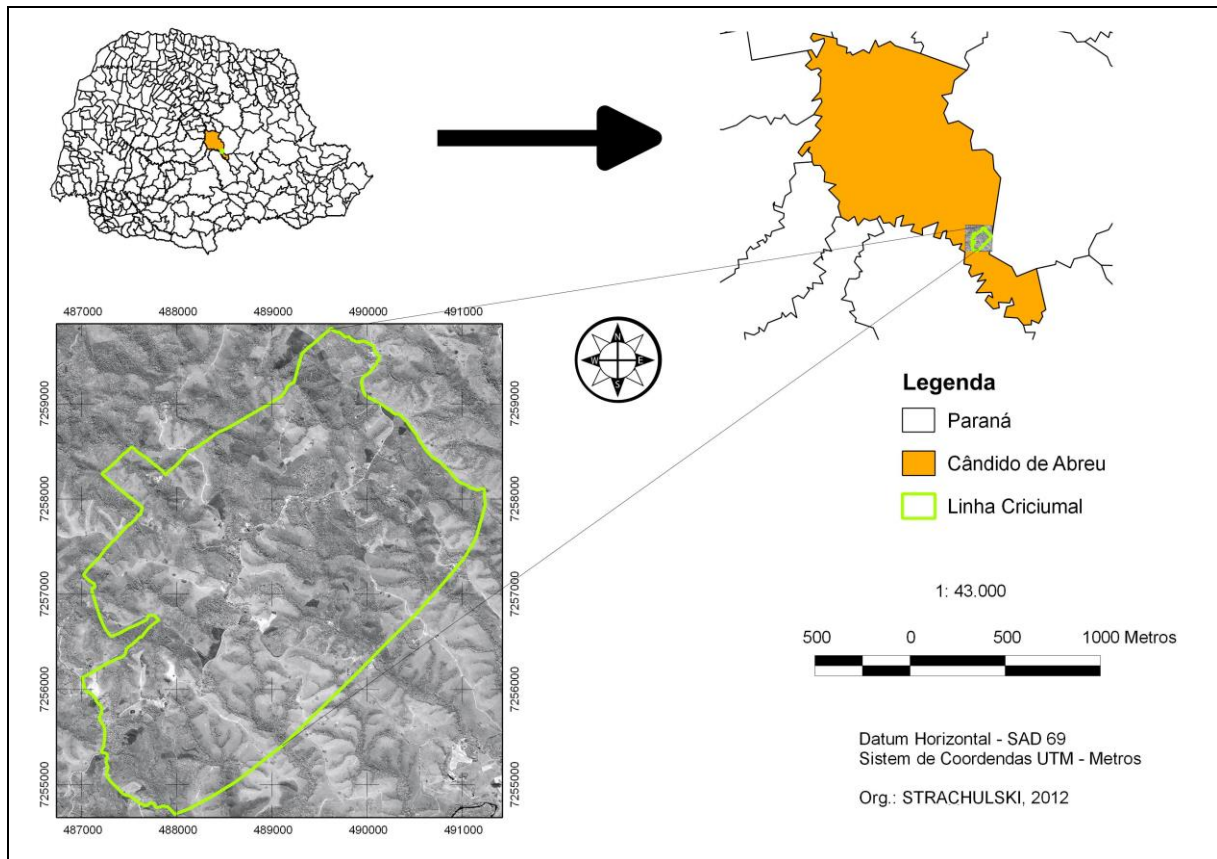 487000 488000 489000 490000 491000
7259000 7259000
7258000 7258000
7257000 7257000
7256000 7256000
7255000 7255000
487000 488000 489000 490000 491000
N
W E
S
Legenda
Paraná
Cândido de Abreu
Linha Criciumal
1: 43.000
500 0 500 1000 Metros
Datum Horizontal - SAD 69
Sistem de Coordendas UTM - Metros
Org.: STRACHULSKI, 2012